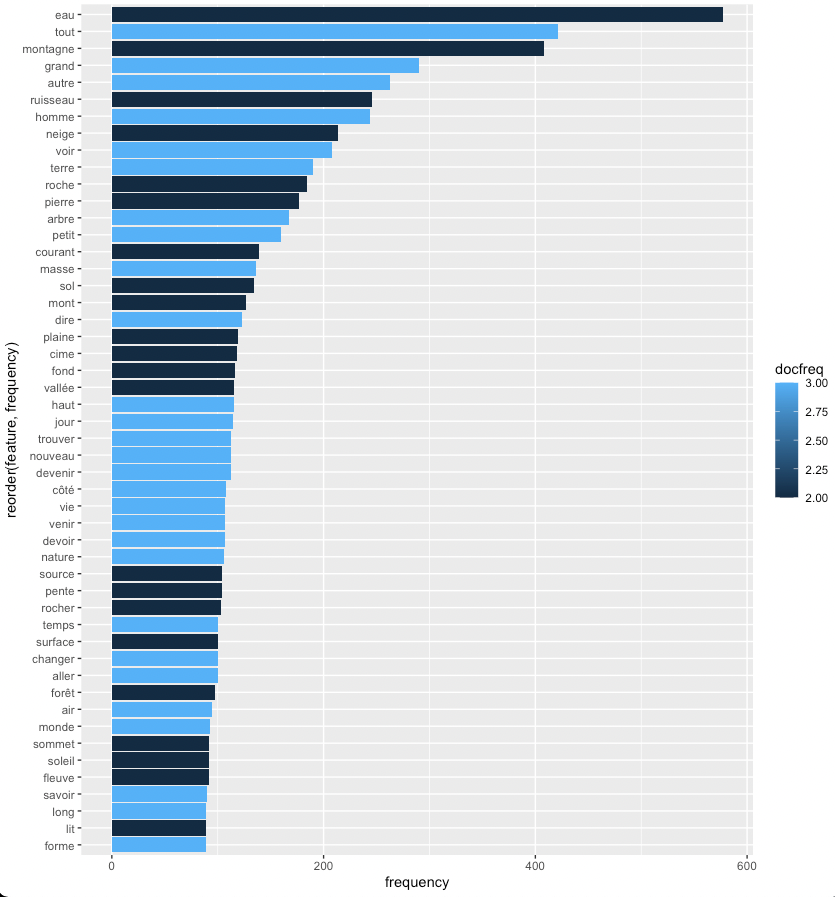 eau
tout
montagne
grand
autre
ruisseau
homme
neige
voir
terre
roche
pierre
arbre
petit
courant
masse
sol
mont
dire
plaine
cime
fond
vallée
haut
jour
trouver
nouveau
devenir
côté
vie
venir
devoir
nature
source
pente
rocher
temps
surface
changer
aller
forêt
air
monde
sommet
soleil
fleuve
savoir
long
lit
forme
reorder(feature, frequency)
0 200 400 600
frequency
docfreq
3.00
2.75
2.50
2.25
2.00